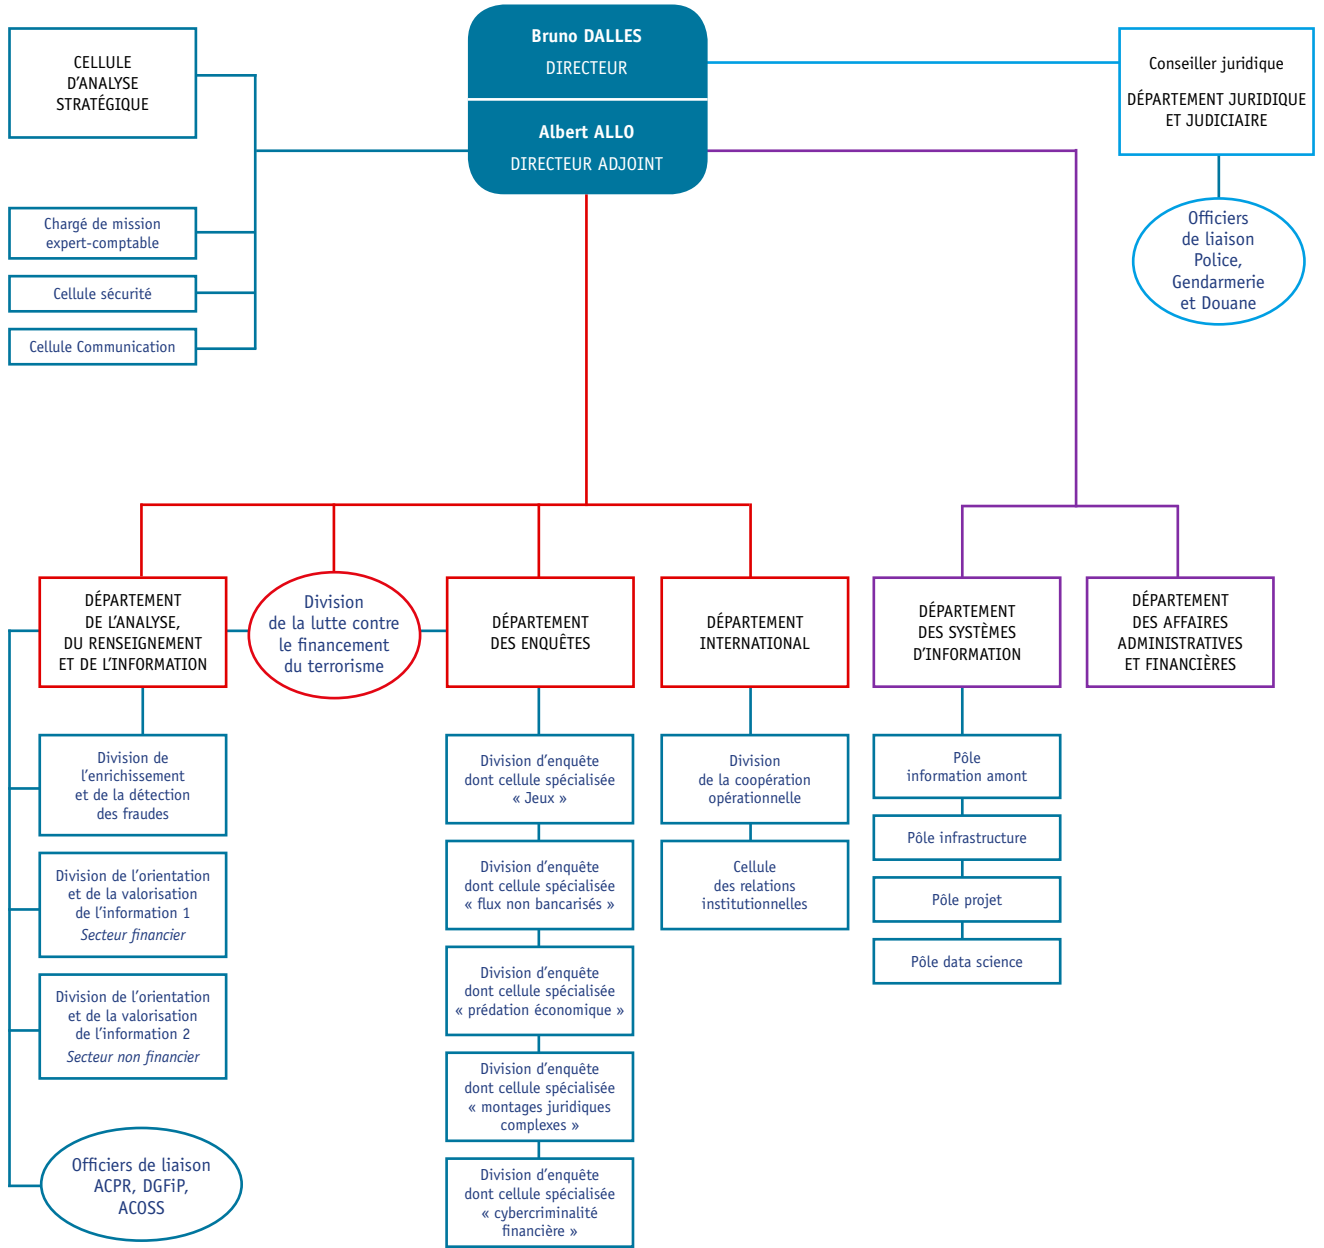 Bruno DALLES
DIRECTEUR
Albert ALLO
DIRECTEUR ADJOINT
CELLULE
D'ANALYSE
STRATÉGIQUE
Chargé de mission
expert-comptable
Cellule sécurité
Cellule Communication
Conseiller juridique
DÉPARTEMENT JURIDIQUE
ET JUDICIAIRE
Officiers
de liaison
Police,
Gendarmerie
et Douane
DÉPARTEMENT
DE L'ANALYSE,
DU RENSEIGNEMENT
ET DE L'INFORMATION
Division
de la lutte contre
le financement
du terrorisme
DÉPARTEMENT
DES ENQUÊTES
DÉPARTEMENT
INTERNATIONAL
DÉPARTEMENT
DES SYSTÈMES
D'INFORMATION
DÉPARTEMENT
DES AFFAIRES
ADMINISTRATIVES
ET FINANCIÈRES
Division de
l'enrichissement
et de la détection
des fraudes
Division de l'orientation
et de la valorisation
de l'information 1
Secteur financier
Division de l'orientation
et de la valorisation
de l'information 2
Secteur non financier
Officiers de liaison
ACPR, DGFiP,
ACOSS
Division d'enquête
dont cellule spécialisée
« Jeux »
Division d'enquête
dont cellule spécialisée
« flux non bancarisés »
Division d'enquête
dont cellule spécialisée
« prédation économique »
Division d'enquête
dont cellule spécialisée
« montages juridiques
complexes »
Division d'enquête
dont cellule spécialisée
« cybercriminalité
financière »
Division
de la coopération
opérationnelle
Cellule
des relations
institutionnelles
Pôle
information amont
Pôle infrastructure
Pôle projet
Pôle data science